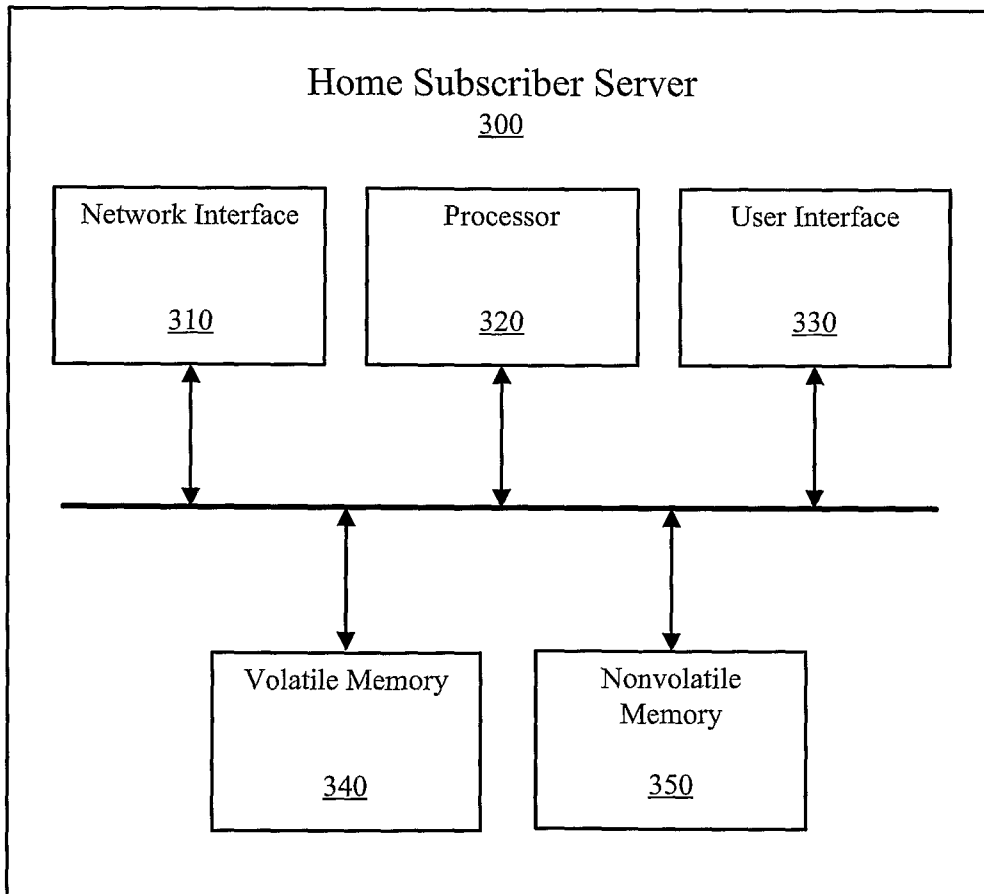 Home Subscriber Server
300
Network Interface
310
Processor
320
User Interface
330
Volatile Memory
340
Nonvolatile
Memory
350